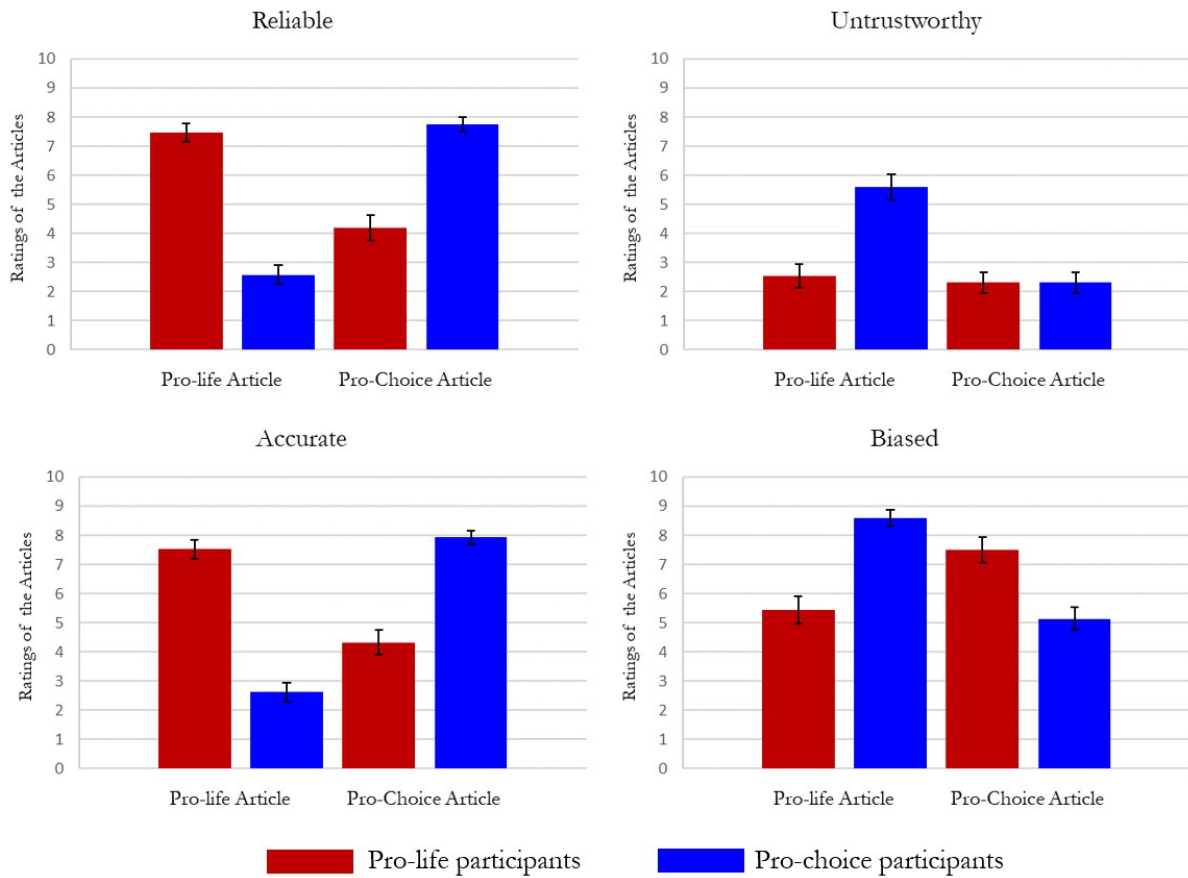 Reliable
Ratings of the Articles
10
9
8
7
6
5
4
3
2
1
0
Pro-life Article
Pro-Choice Article
Untrustworthy
Ratings of the Articles
10
9
8
7
6
5
4
3
2
1
0
Pro-life Article
Pro-Choice Article
Accurate
Ratings of the Articles
10
9
8
7
6
5
4
3
2
1
0
Pro-life Article
Pro-Choice Article
Biased
Ratings of the Articles
10
9
8
7
6
5
4
3
2
1
0
Pro-life Article
Pro-Choice Article
Pro-life participants
Pro-choice participants